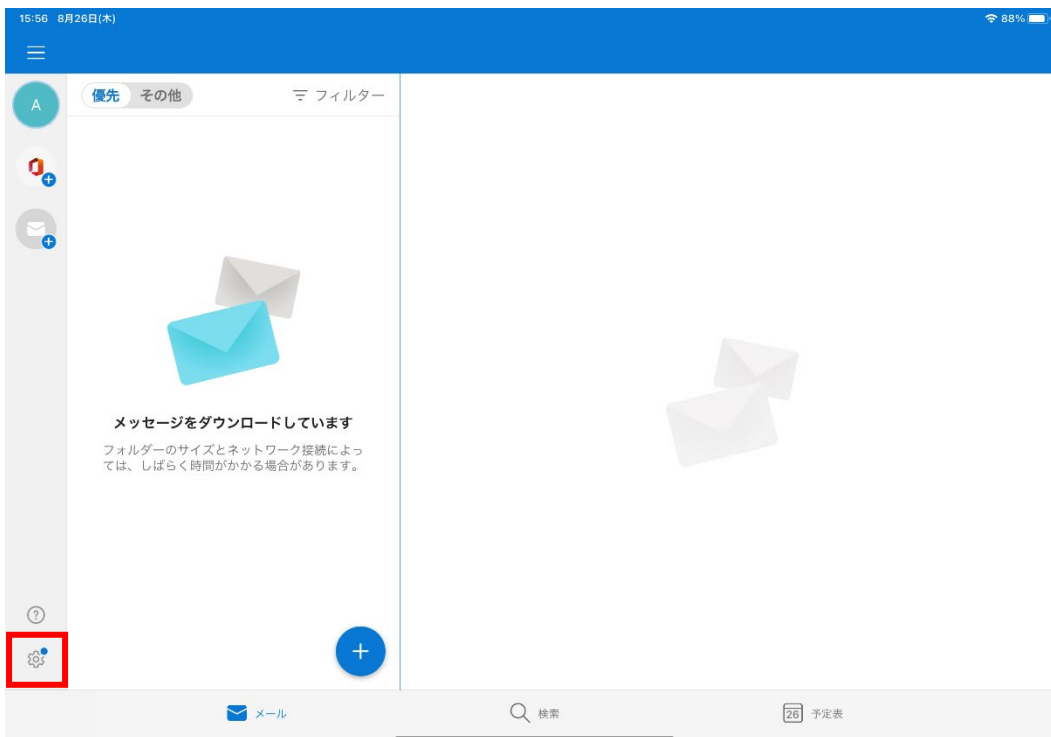 15:56 8月26日(木)
88%
A
優先 その他 フィルター
メッセージをダウンロードしています
フォルダーのサイズとネットワーク接続によっ
ては、しばらく時間がかかる場合があります。
?
+
メール
検索
26 予定表